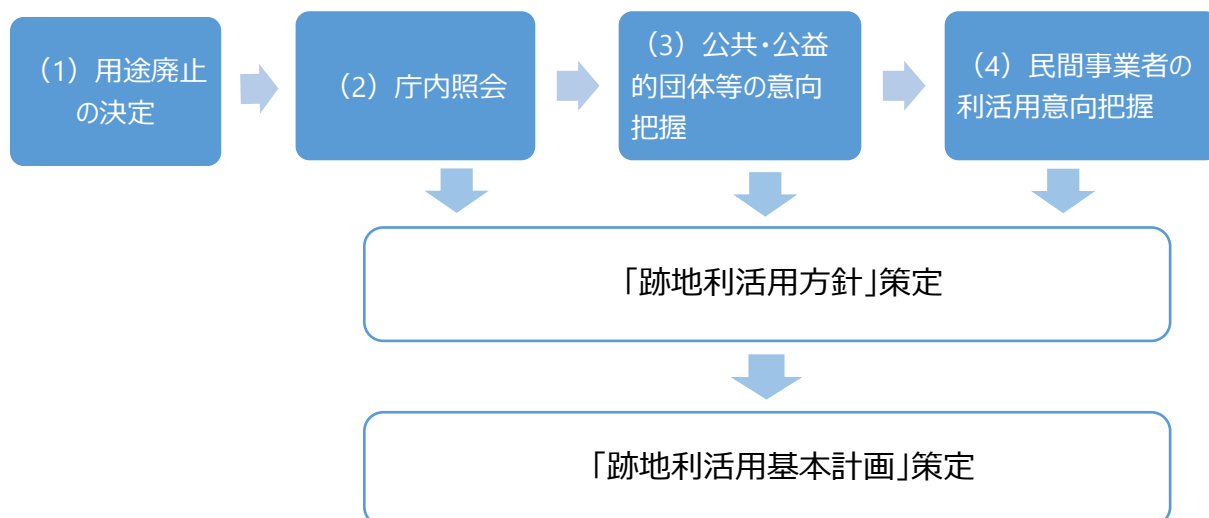 （1）用途廃止
の決定
（2）庁内照会
（3）公共・公益
的団体等の意向
把握
（4）民間事業者の
利活用意向把握
「跡地利活用方針」策定
「跡地利活用基本計画」策定